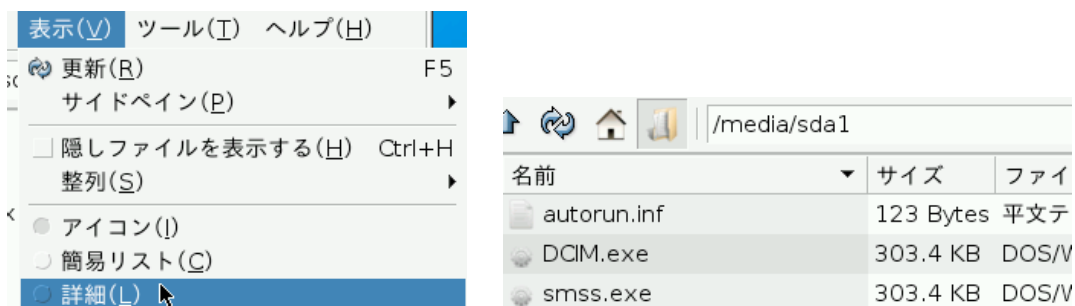 表示(V) ツール(T) ヘルプ(H)
更新(R) F5
サイドペイン(P)
隠しファイルを表示する(H) Ctrl+H
整列(S)
アイコン(I)
簡易リスト(C)
詳細(L)
/media/sda1
名前 サイズ ファイ
autorun.inf 123 Bytes 平文テ
DCIM.exe 303.4 KB DOS/W
smss.exe 303.4 KB DOS/W